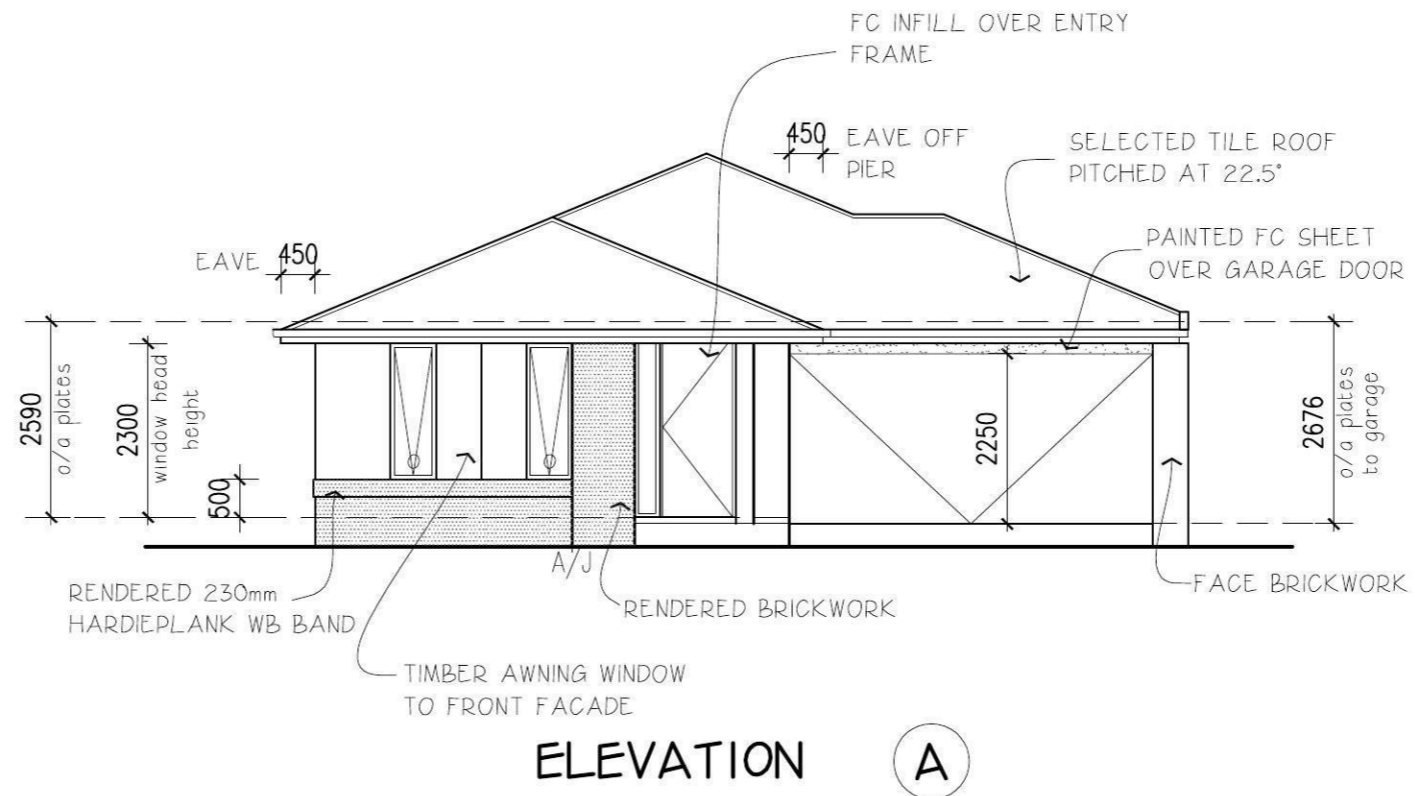 FC INFILL OVER ENTRY
FRAME
450
EAVE OFF
PIER
SELECTED TILE ROOF
PITCHED AT 22.5°
PAINTED FC SHEET
OVER GARAGE DOOR
EAVE
450
2590
o/a plates
2300
window head
height
500
2250
2676
o/a plates
to garage
A/J
RENDERED 230mm
HARDIEPLANK WB BAND
RENDERED BRICKWORK
FACE BRICKWORK
TIMBER AWNING WINDOW
TO FRONT FACADE
ELEVATION A